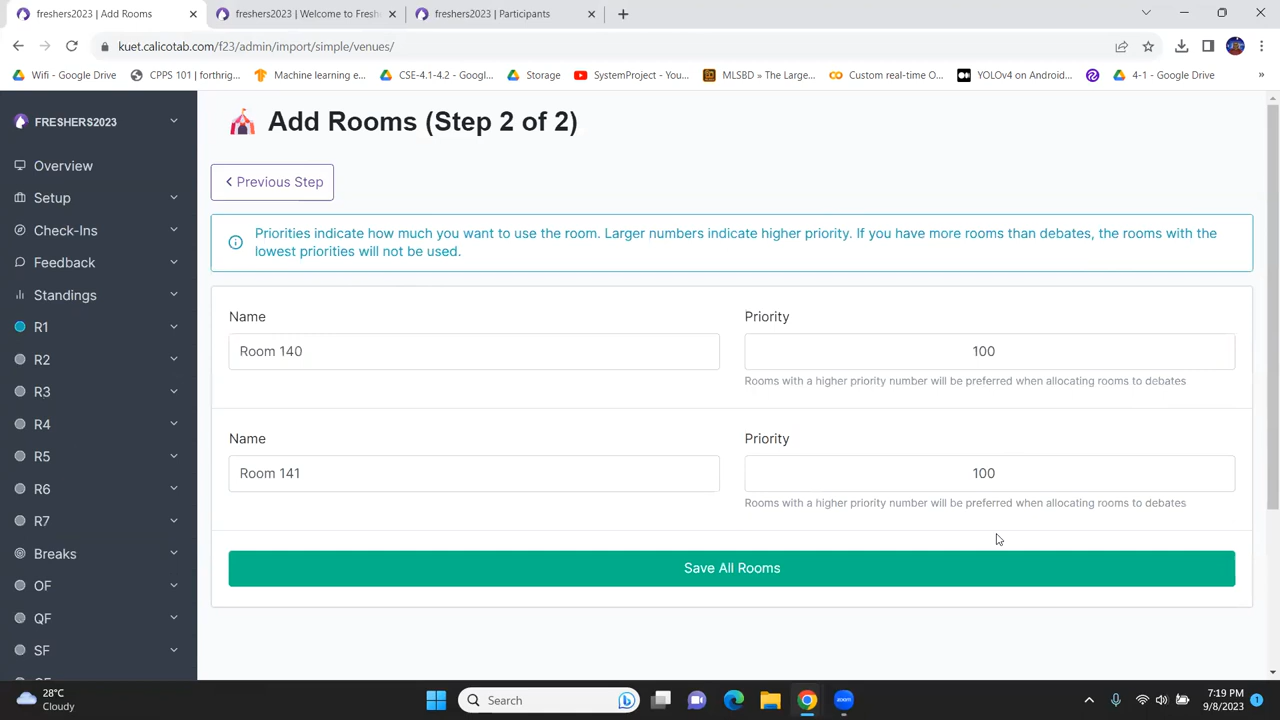 freshers2023 | Add Rooms
freshers2023 | Welcome to Fresh
freshers2023 | Participants
kuet.calicotab.com/f23/admin/import/simple/venues/
Wifi - Google Drive
CPPS 101 | forthrig...
Machine learning e...
CSE-4.1-4.2 - Googl...
Storage
SystemProject - You...
MLSBD » The Large...
Custom real-time O...
YOLOv4 on Android...
4-1 - Google Drive
»
FRESHERS2023
Overview
Setup
Check-Ins
Feedback
Standings
R1
R2
R3
R4
R5
R6
R7
Breaks
OF
QF
SF
Add Rooms (Step 2 of 2)
Previous Step
Priorities indicate how much you want to use the room. Larger numbers indicate higher priority. If you have more rooms than debates, the rooms with the
lowest priorities will not be used.
Name
Priority
Room 140
100
Rooms with a higher priority number will be preferred when allocating rooms to debates
Name
Priority
Room 141
100
Rooms with a higher priority number will be preferred when allocating rooms to debates
Save All Rooms
28°C
Cloudy
Search
zoom
7:19 PM
9/8/2023
1